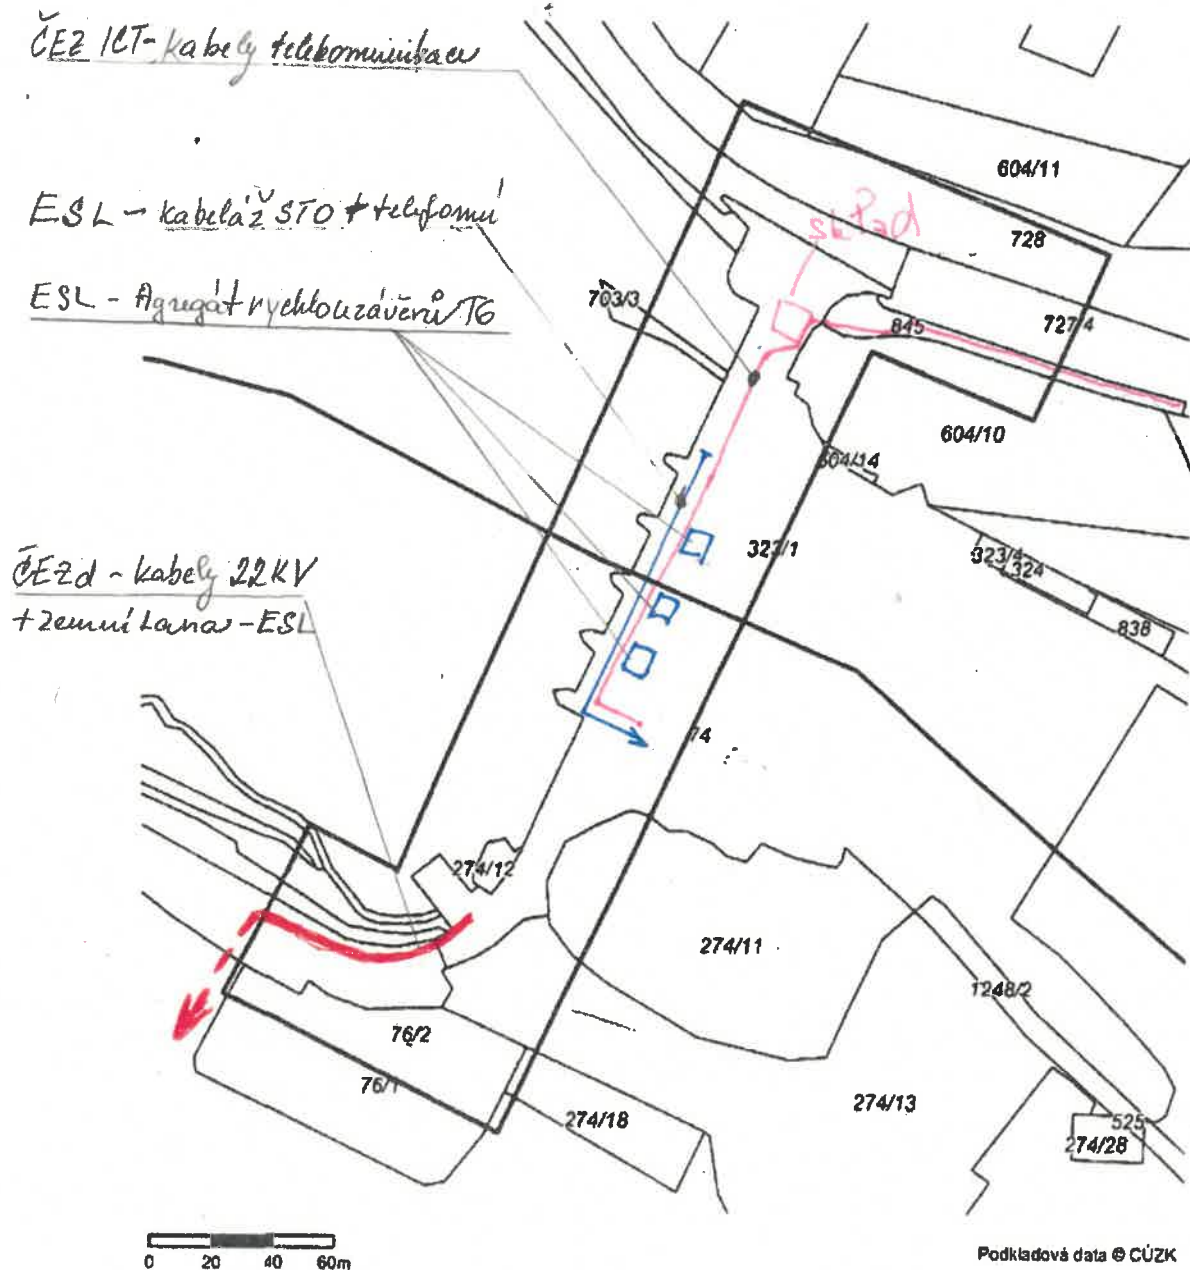 ČEZ ICT - kabely telekomunikace
ESL - kabeláž STO + telefonní
ESL - Agregát rychlouzávěrů TG
ČEZd - kabely 22KV
+ zemní lana - ESL
sklad
604/11
728
703/3
845
727/4
604/10
604/14
323/1
323/4
324
838
74
274/12
274/11
1248/2
76/2
76/1
274/18
274/13
525
274/28
0 20 40 60m
Podkladová data © ČÚZK